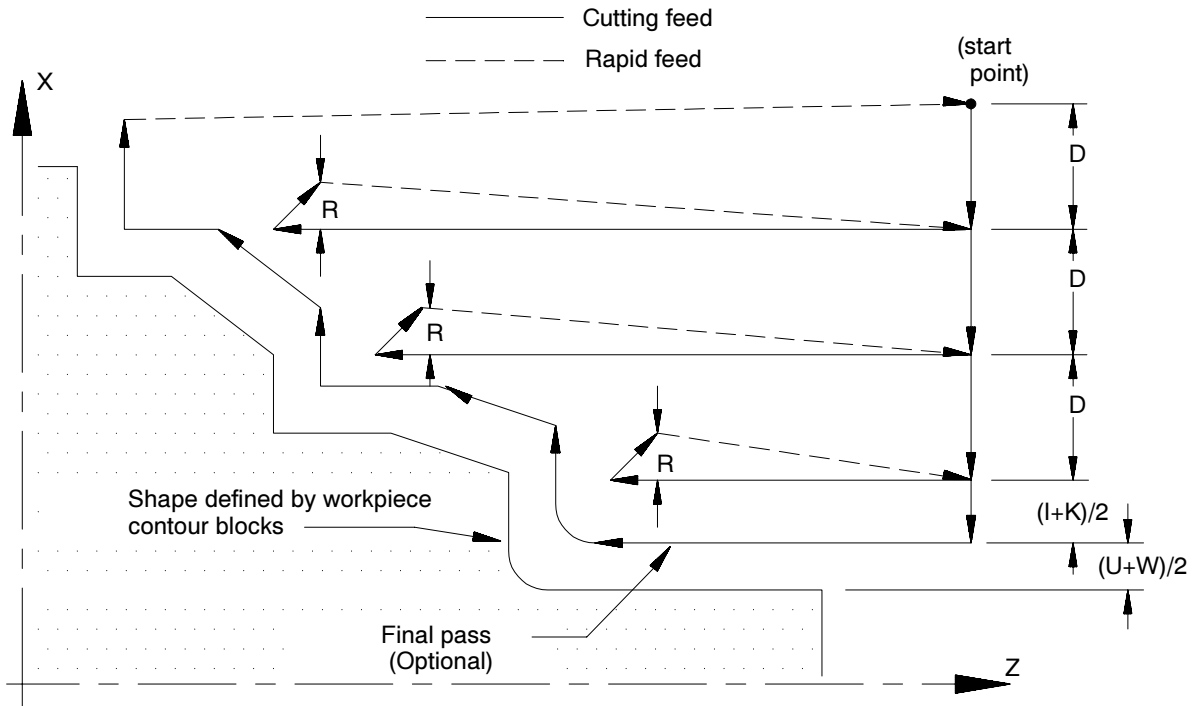 Cutting feed
Rapid feed
(start
point)
X
D
R
D
R
D
R
Shape defined by workpiece
contour blocks
(I+K)/2
(U+W)/2
Final pass
(Optional)
Z